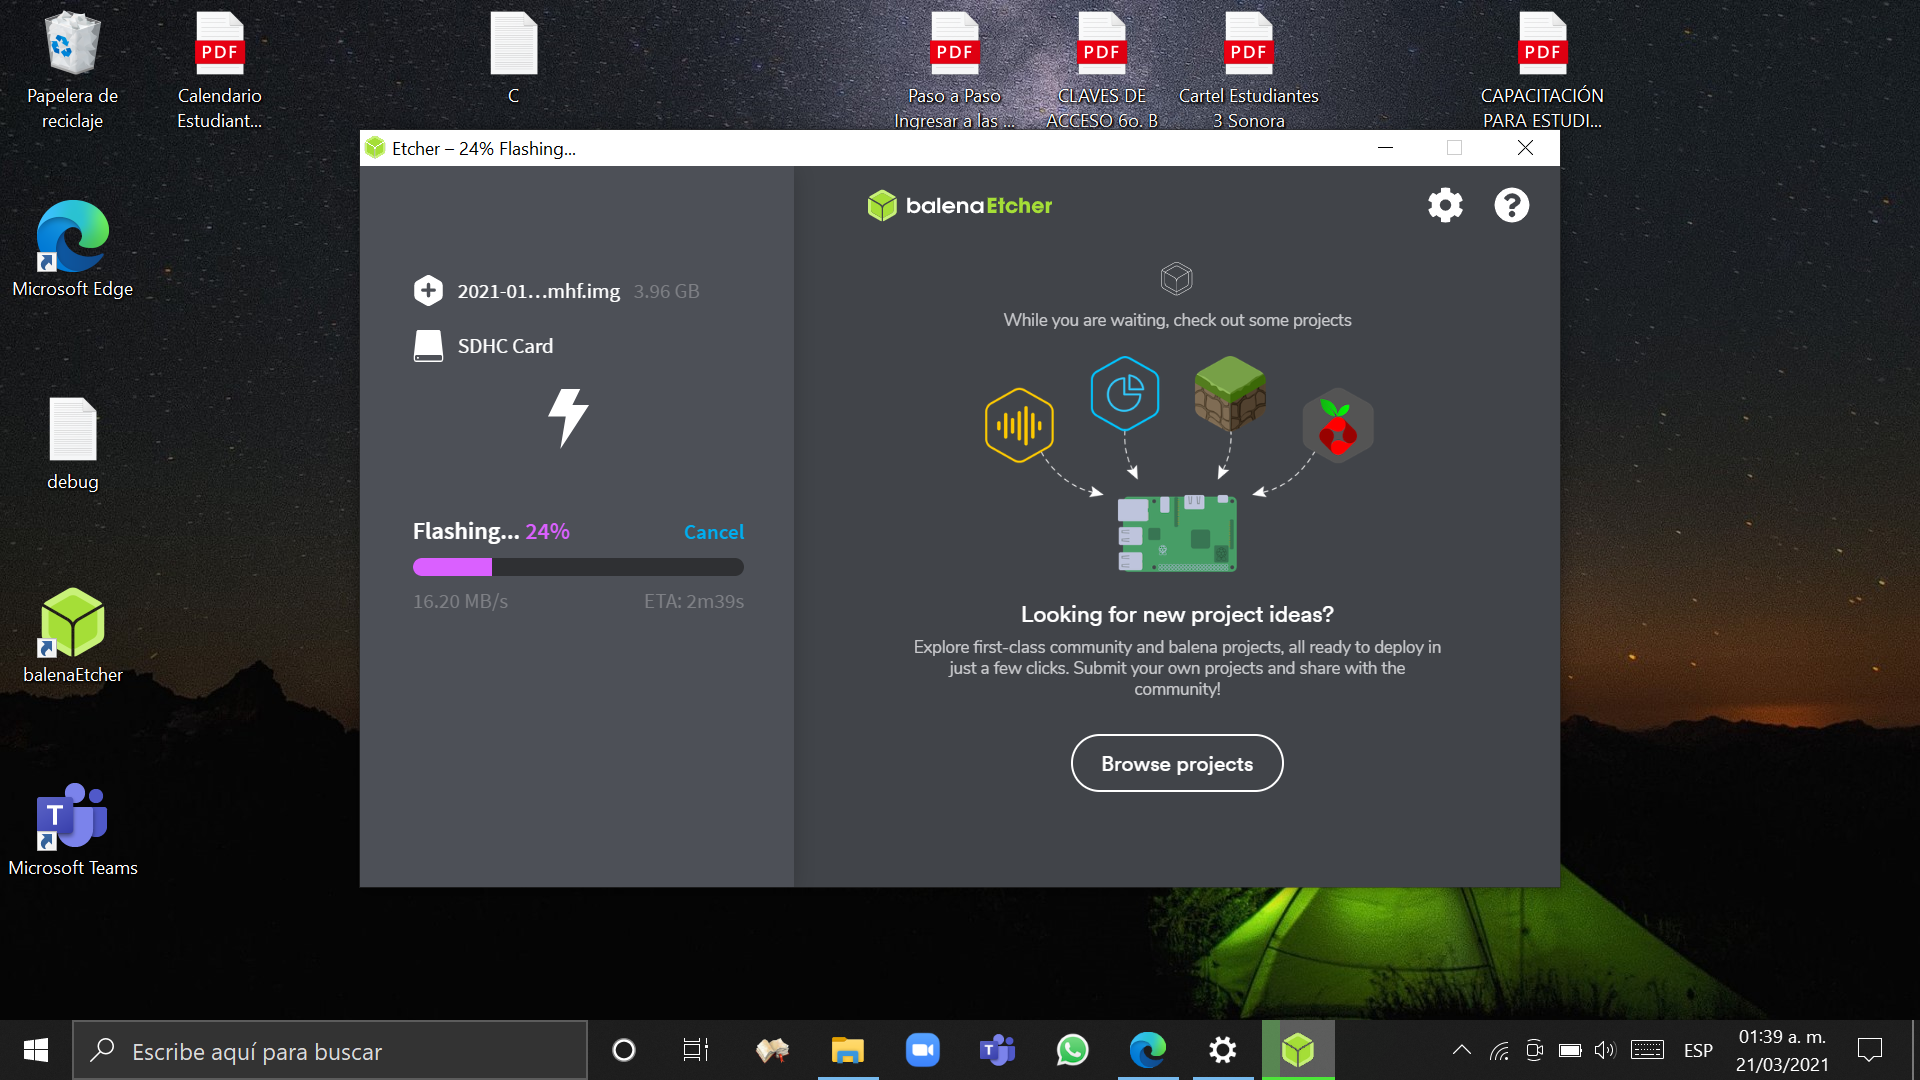 Papelera de
reciclaje
PDF
Calendario
Estudiant...
C
PDF
Paso a Paso
Ingresar a las ...
PDF
CLAVES DE
ACCESO 6o. B
PDF
Cartel Estudiantes
3 Sonora
PDF
CAPACITACIÓN
PARA ESTUDI...
Microsoft Edge
debug
balenaEtcher
T
Microsoft Teams
Etcher – 24% Flashing...
2021-01...mhf.img 3.96 GB
SDHC Card
Flashing... 24% Cancel
16.20 MB/s ETA: 2m39s
balenaEtcher
While you are waiting, check out some projects
Looking for new project ideas?
Explore first-class community and balena projects, all ready to deploy in
just a few clicks. Submit your own projects and share with the
community!
Browse projects
Escribe aquí para buscar
T
ESP
01:39 a. m.
21/03/2021